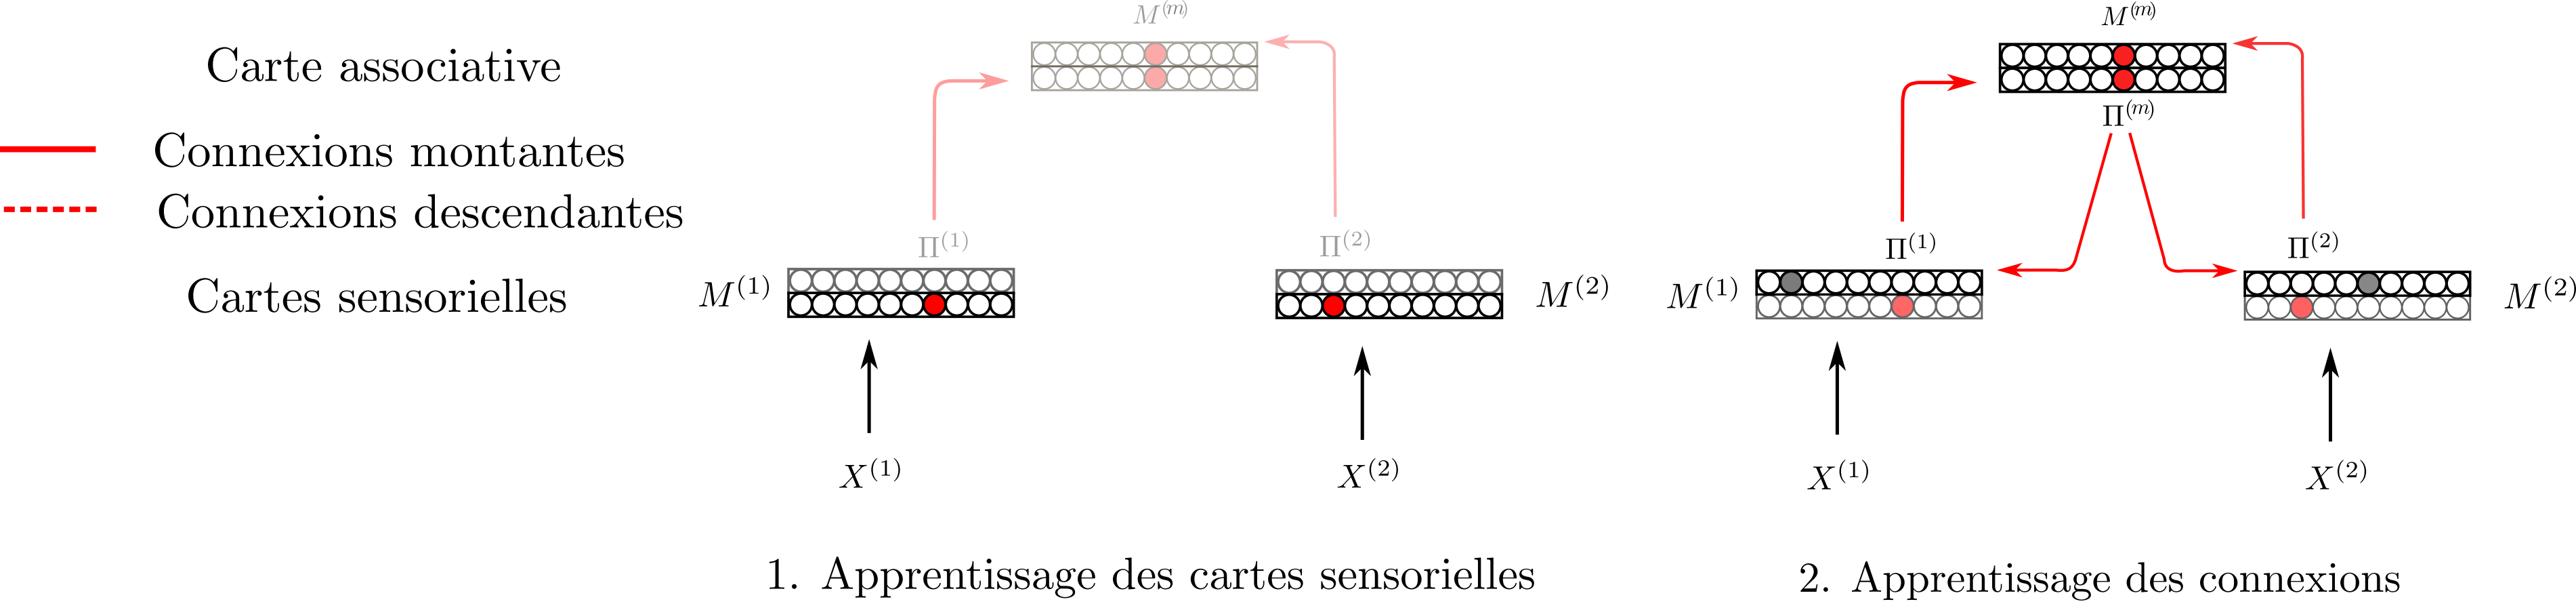 Carte associative
Connexions montantes
Connexions descendantes
Cartes sensorielles
M^(m)
Π^(1)
Π^(2)
M^(1)
M^(2)
X^(1)
X^(2)
1. Apprentissage des cartes sensorielles
M^(m)
Π^(m)
Π^(1)
Π^(2)
M^(1)
M^(2)
X^(1)
X^(2)
2. Apprentissage des connexions